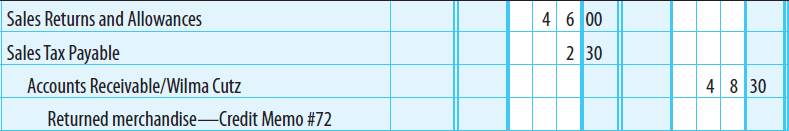 Sales Returns and Allowances 4 6 00
Sales Tax Payable 2 30
Accounts Receivable/Wilma Cutz 4 8 30
Returned merchandise—Credit Memo #72